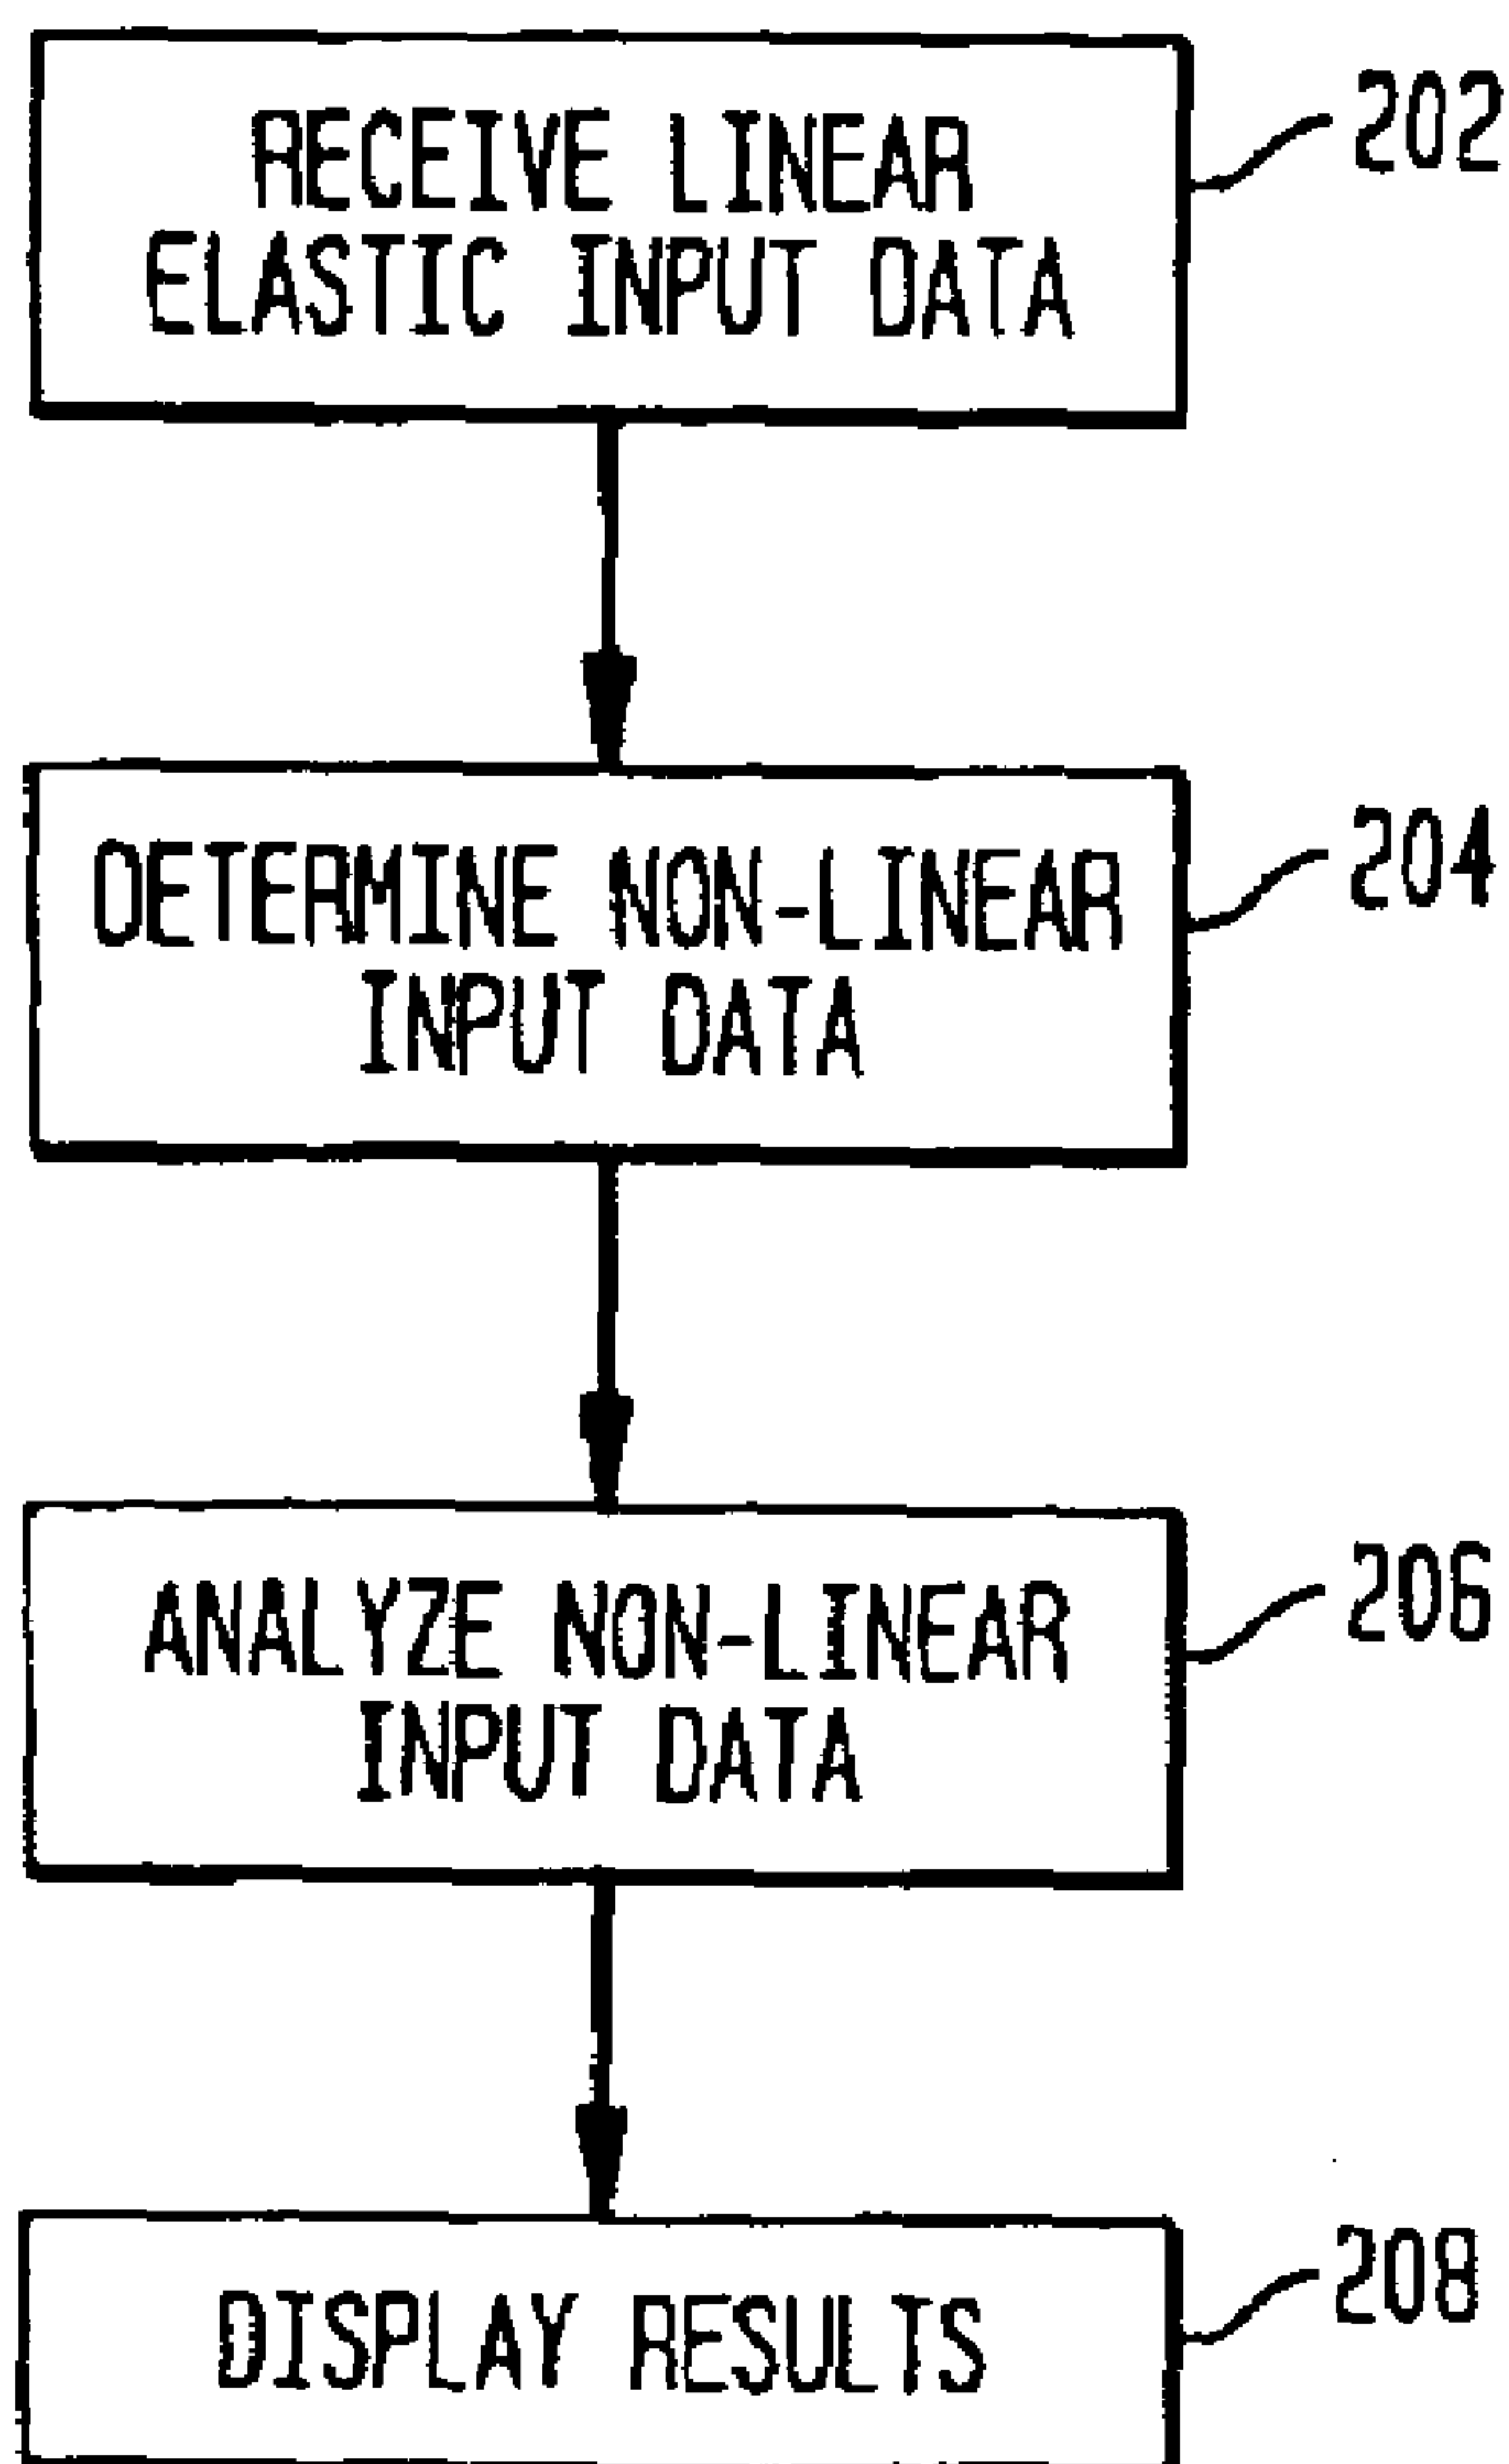 RECEIVE LINEAR
ELASTIC INPUT DATA
202
DETERMINE NON-LINEAR
INPUT DATA
204
ANALYZE NON-LINEAR
INPUT DATA
206
DISPLAY RESULTS
208